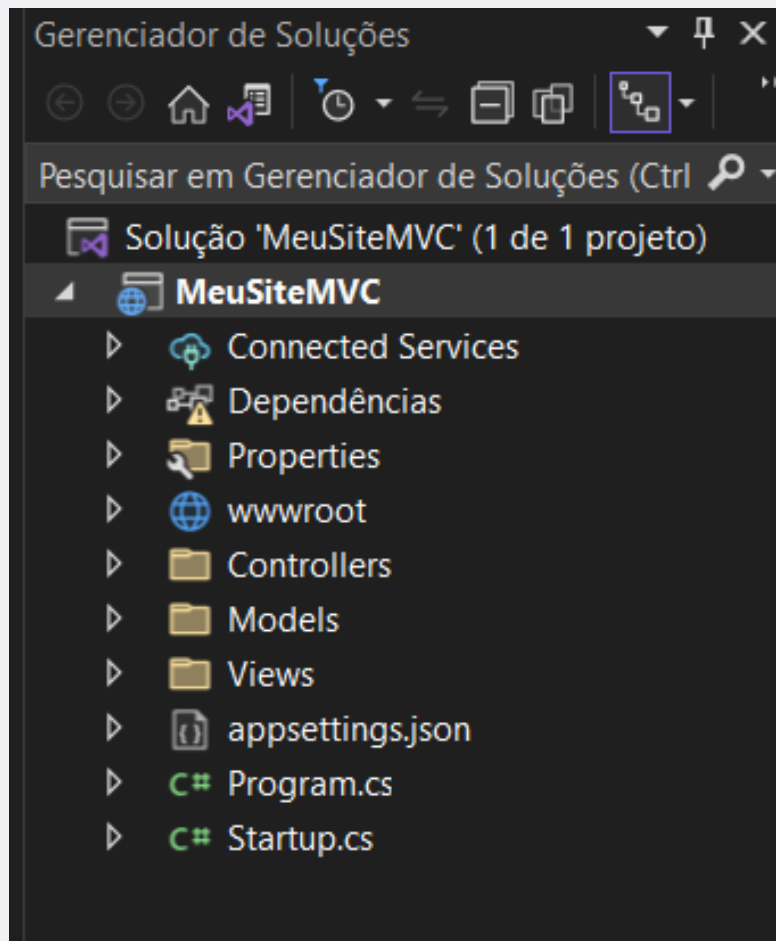 Gerenciador de Soluções
Pesquisar em Gerenciador de Soluções (Ctrl
Solução 'MeuSiteMVC' (1 de 1 projeto)
MeuSiteMVC
Connected Services
Dependências
Properties
wwwroot
Controllers
Models
Views
appsettings.json
C# Program.cs
C# Startup.cs